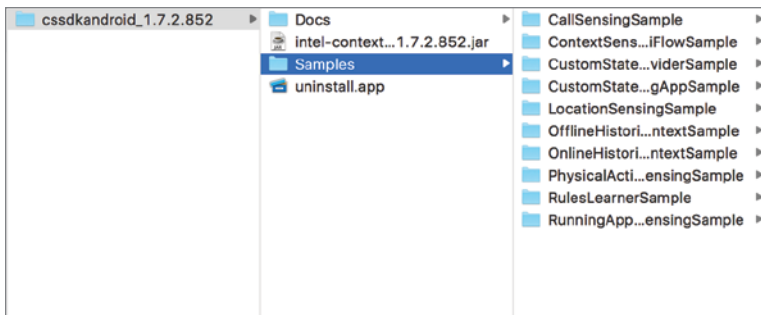 cssdkandroid_1.7.2.852
Docs
intel-context...1.7.2.852.jar
Samples
uninstall.app
CallSensingSample
ContextSens...iFlowSample
CustomState...viderSample
CustomState...gAppSample
LocationSensingSample
OfflineHistori...ntextSample
OnlineHistori...ntextSample
PhysicalActi...ensingSample
RulesLearnerSample
RunningApp...ensingSample